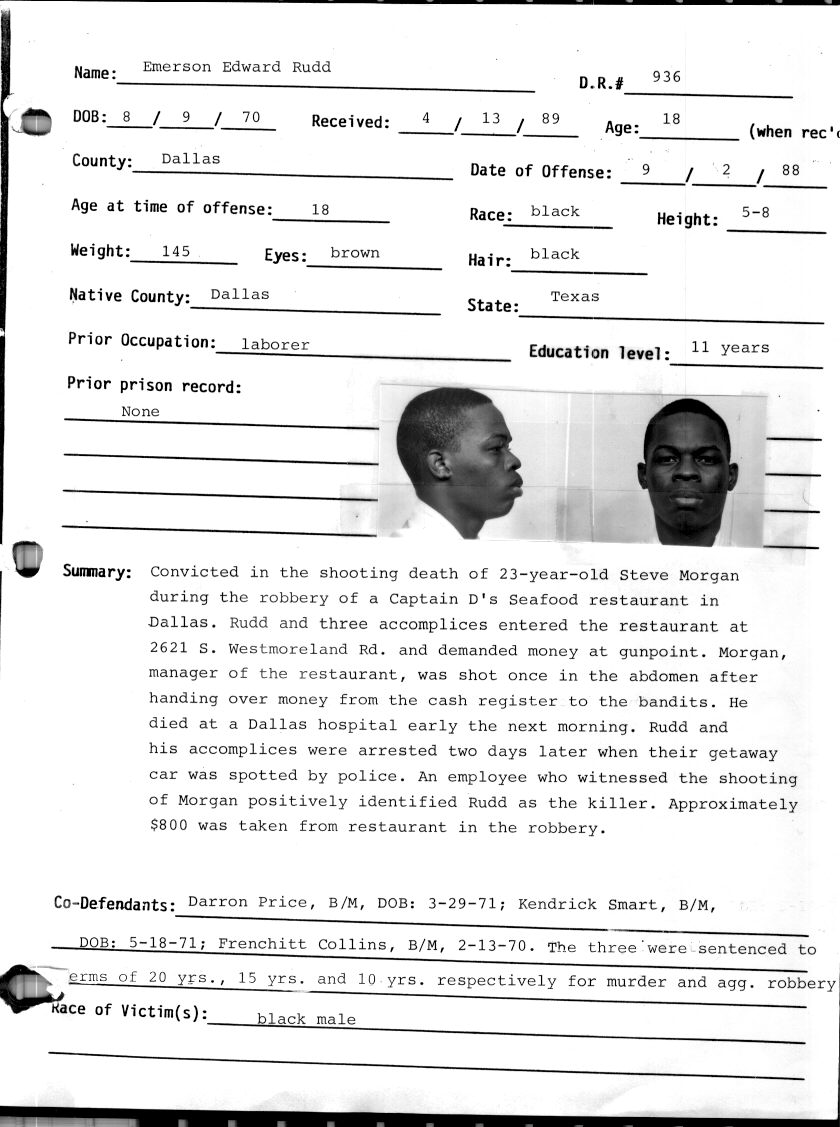 Name: Emerson Edward Rudd D.R.# 936
DOB: 8 / 9 / 70 Received: 4 / 13 / 89 Age: 18 (when rec'd
County: Dallas Date of Offense: 9 / 2 / 88
Age at time of offense: 18 Race: black Height: 5-8
Weight: 145 Eyes: brown Hair: black
Native County: Dallas State: Texas
Prior Occupation: laborer Education level: 11 years
Prior prison record:
None
Summary: Convicted in the shooting death of 23-year-old Steve Morgan
during the robbery of a Captain D's Seafood restaurant in
Dallas. Rudd and three accomplices entered the restaurant at
2621 S. Westmoreland Rd. and demanded money at gunpoint. Morgan,
manager of the restaurant, was shot once in the abdomen after
handing over money from the cash register to the bandits. He
died at a Dallas hospital early the next morning. Rudd and
his accomplices were arrested two days later when their getaway
car was spotted by police. An employee who witnessed the shooting
of Morgan positively identified Rudd as the killer. Approximately
$800 was taken from restaurant in the robbery.
Co-Defendants: Darron Price, B/M, DOB: 3-29-71; Kendrick Smart, B/M,
DOB: 5-18-71; Frenchitt Collins, B/M, 2-13-70. The three were sentenced to
erms of 20 yrs., 15 yrs. and 10 yrs. respectively for murder and agg. robbery
Race of Victim(s): black male